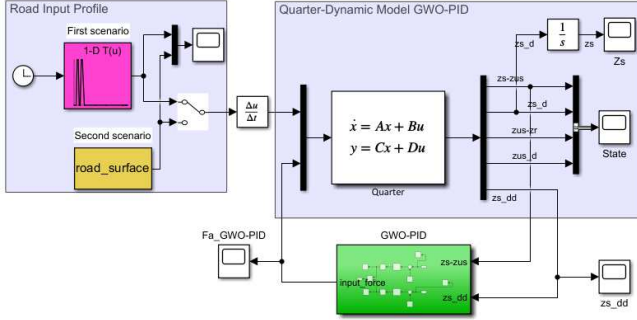 Road Input Profile
First scenario
1-D T(u)
Second scenario
road_surface
Δu
Δt
Quarter-Dynamic Model GWO-PID
ẋ = Ax + Bu
y = Cx + Du
Quarter
zs_d
1
s
zs
Zs
zs-zus
zs_d
zus-zr
zus_d
zs_dd
State
Fa_GWO-PID
GWO-PID
input_force
zs-zus
zs_dd
zs_dd